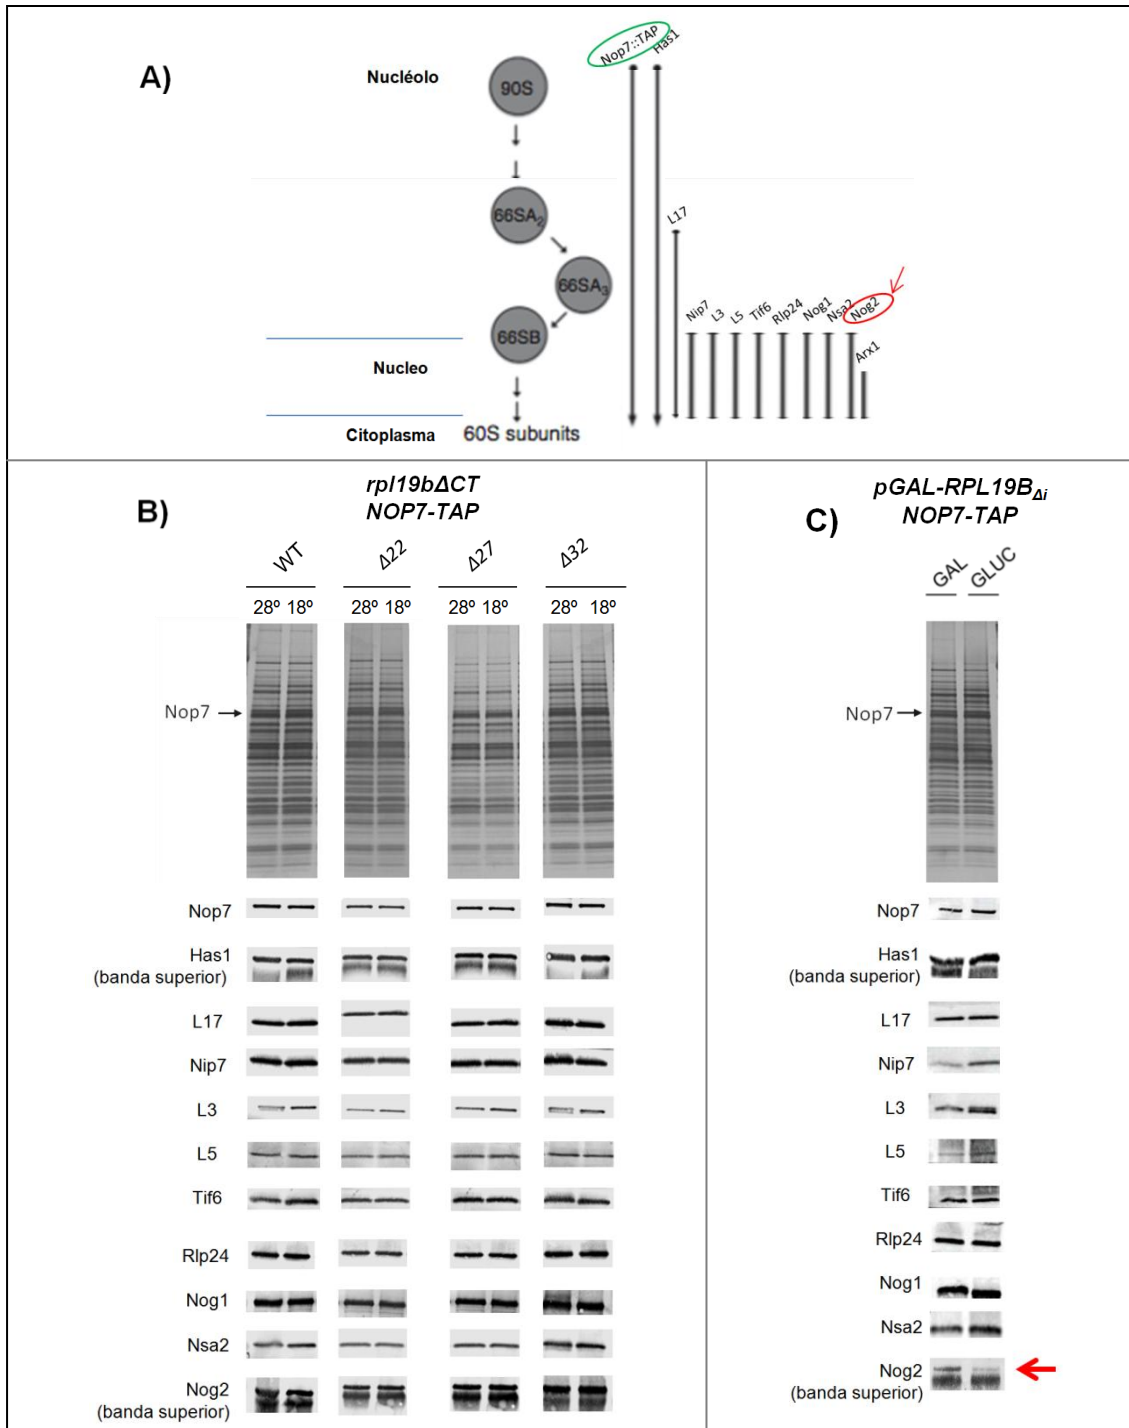 A)
Nucléolo
90S
66SA2
66SA3
66SB
Nucleo
Citoplasma
60S subunits
Nop7::TAP
Has1
L17
Nip7
L3
L5
Tif6
Rlp24
Nog1
Nsa2
Nog2
Arx1
B)
rpl19bΔCT
NOP7-TAP
WT
Δ22
Δ27
Δ32
28º 18º
28º 18º
28º 18º
28º 18º
Nop7
Nop7
Has1
(banda superior)
L17
Nip7
L3
L5
Tif6
Rlp24
Nog1
Nsa2
Nog2
(banda superior)
C)
pGAL-RPL19BΔi
NOP7-TAP
GAL
GLUC
Nop7
Nop7
Has1
(banda superior)
L17
Nip7
L3
L5
Tif6
Rlp24
Nog1
Nsa2
Nog2
(banda superior)